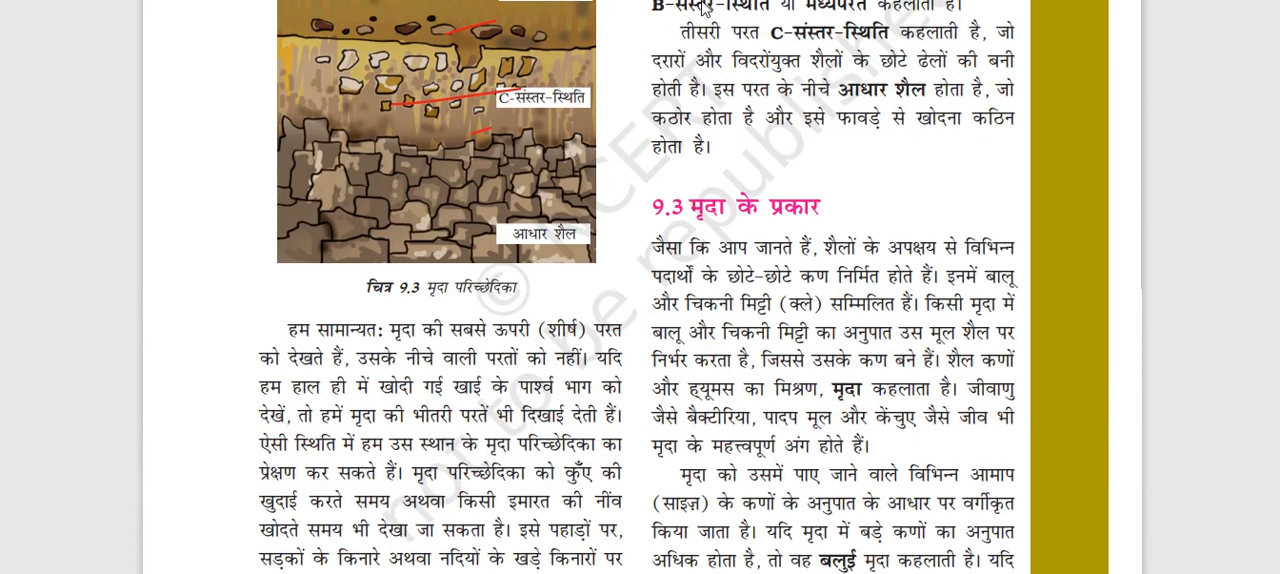 C-संस्तर-स्थिति
आधार शैल
चित्र 9.3 मृदा परिच्छेदिका
हम सामान्यत: मृदा की सबसे ऊपरी (शीर्ष) परत
को देखते हैं, उसके नीचे वाली परतों को नहीं। यदि
हम हाल ही में खोदी गई खाई के पार्श्व भाग को
देखें, तो हमें मृदा की भीतरी परतें भी दिखाई देती हैं।
ऐसी स्थिति में हम उस स्थान के मृदा परिच्छेदिका का
प्रेक्षण कर सकते हैं। मृदा परिच्छेदिका को कुँए की
खुदाई करते समय अथवा किसी इमारत की नींव
खोदते समय भी देखा जा सकता है। इसे पहाड़ों पर,
सड़कों के किनारे अथवा नदियों के खड़े किनारों पर
B-संस्तर-स्थिति या मध्यपरत कहलाती है।
तीसरी परत C-संस्तर-स्थिति कहलाती है, जो
दरारों और विदरोंयुक्त शैलों के छोटे ढेलों की बनी
होती है। इस परत के नीचे आधार शैल होता है, जो
कठोर होता है और इसे फावड़े से खोदना कठिन
होता है।
9.3 मृदा के प्रकार
जैसा कि आप जानते हैं, शैलों के अपक्षय से विभिन्न
पदार्थों के छोटे-छोटे कण निर्मित होते हैं। इनमें बालू
और चिकनी मिट्टी (क्ले) सम्मिलित हैं। किसी मृदा में
बालू और चिकनी मिट्टी का अनुपात उस मूल शैल पर
निर्भर करता है, जिससे उसके कण बने हैं। शैल कणों
और ह्यूमस का मिश्रण, मृदा कहलाता है। जीवाणु
जैसे बैक्टीरिया, पादप मूल और केंचुए जैसे जीव भी
मृदा के महत्त्वपूर्ण अंग होते हैं।
मृदा को उसमें पाए जाने वाले विभिन्न आमाप
(साइज़) के कणों के अनुपात के आधार पर वर्गीकृत
किया जाता है। यदि मृदा में बड़े कणों का अनुपात
अधिक होता है, तो वह बलुई मृदा कहलाती है। यदि
© NCERT
not to be republished